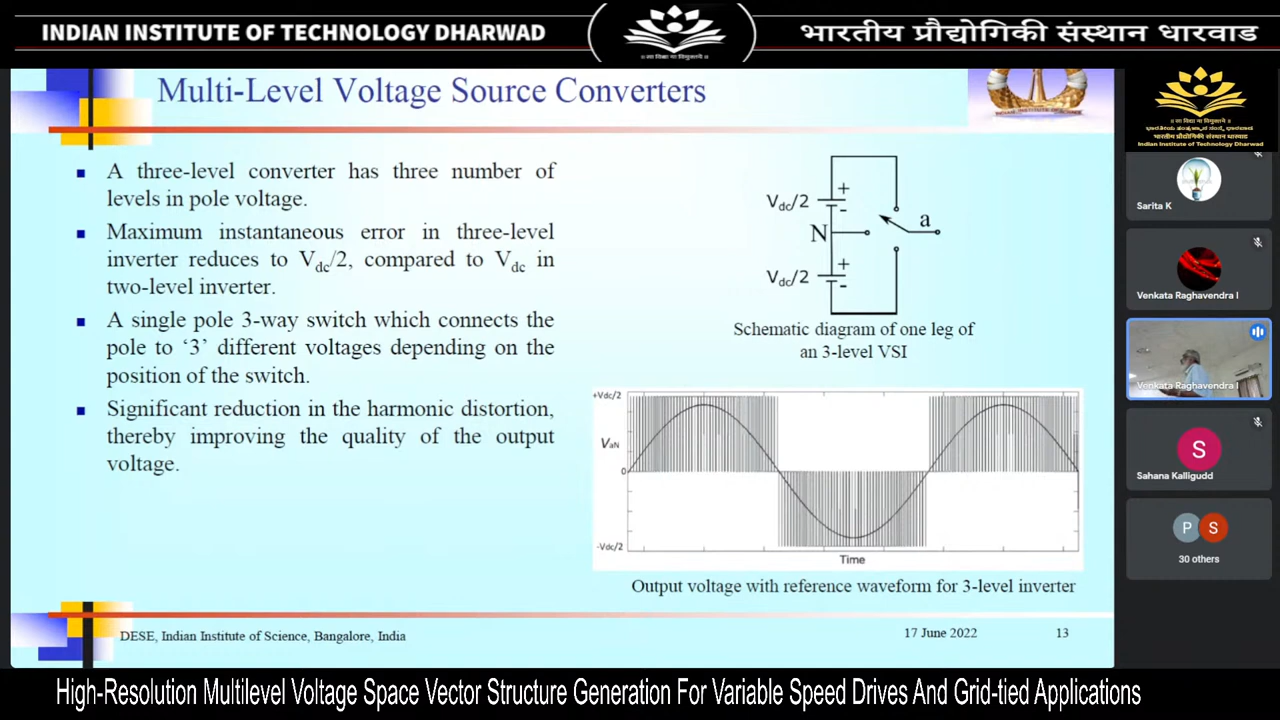 INDIAN INSTITUTE OF TECHNOLOGY DHARWAD
भारतीय प्रौद्योगिकी संस्थान धारवाड
Multi-Level Voltage Source Converters
▪ A three-level converter has three number of
levels in pole voltage.
▪ Maximum instantaneous error in three-level
inverter reduces to Vdc/2, compared to Vdc in
two-level inverter.
▪ A single pole 3-way switch which connects the
pole to ‘3’ different voltages depending on the
position of the switch.
▪ Significant reduction in the harmonic distortion,
thereby improving the quality of the output
voltage.
Vdc/2
+
-
N
a
Vdc/2
+
-
Schematic diagram of one leg of
an 3-level VSI
+Vdc/2
VaN
0
-Vdc/2
Time
Output voltage with reference waveform for 3-level inverter
DESE, Indian Institute of Science, Bangalore, India
17 June 2022
13
भारतीय प्रौद्योगिकी संस्थान धारवाड
Indian Institute of Technology Dharwad
Sarita K
Venkata Raghavendra I
Venkata Raghavendra I
S
Sahana Kalligudd
P S
30 others
High-Resolution Multilevel Voltage Space Vector Structure Generation For Variable Speed Drives And Grid-tied Applications